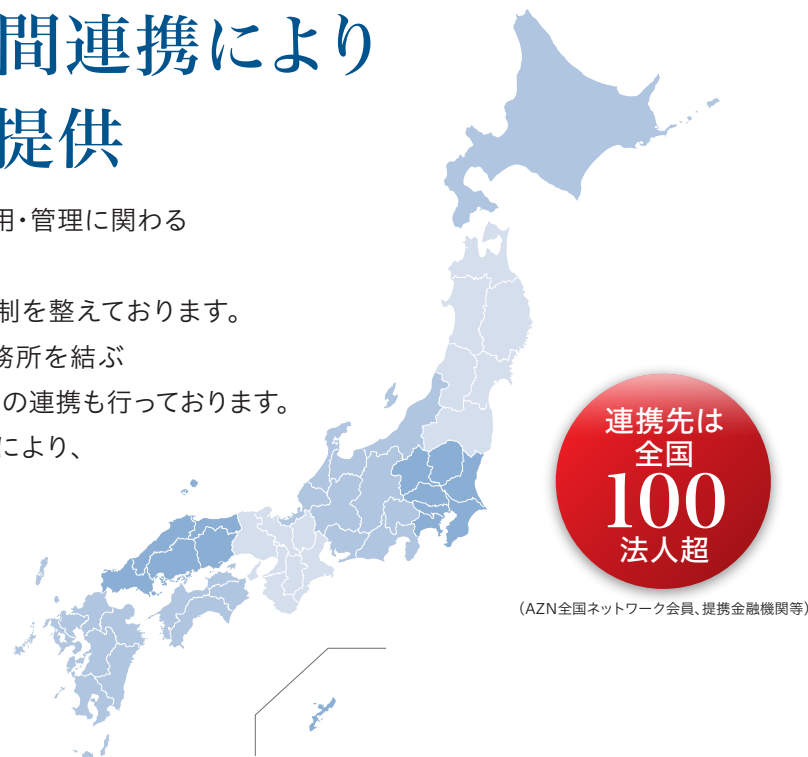 間連携により
提供
用・管理に関わる
制を整えております。
務所を結ぶ
の連携も行っております。
により、
連携先は
全国
100
法人超
（AZN全国ネットワーク会員、提携金融機関等）